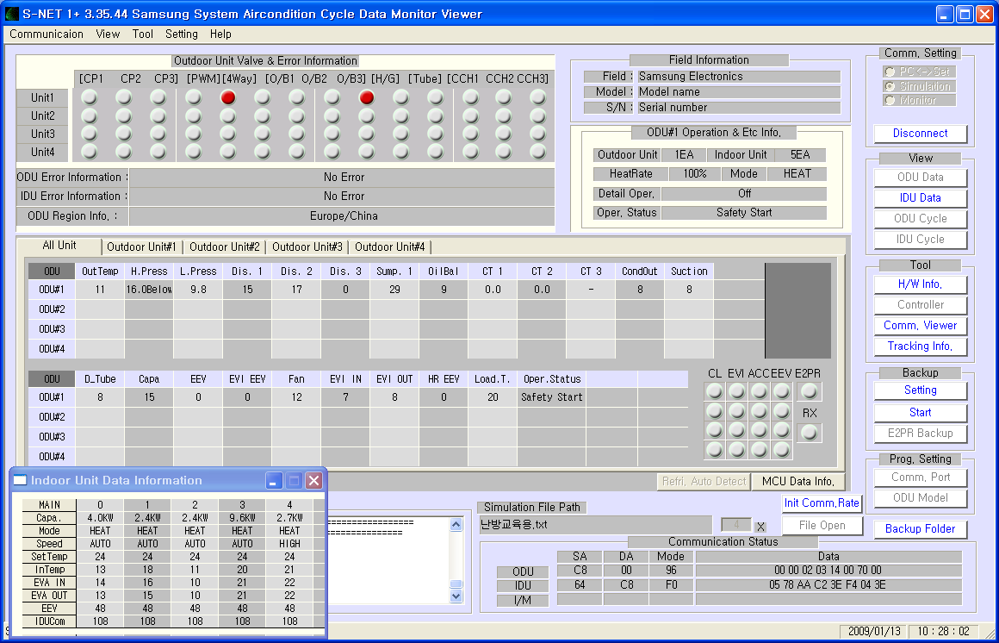 S-NET 1+ 3.35.44 Samsung System Aircondition Cycle Data Monitor Viewer
Communicaion View Tool Setting Help
Outdoor Unit Valve & Error Information
[CP1 CP2 CP3] [PWM][4Way] [O/B1 O/B2 O/B3] [H/G] [Tube] [CCH1 CCH2 CCH3]
Unit1
Unit2
Unit3
Unit4
ODU Error Information : No Error
IDU Error Information : No Error
ODU Region Info. : Europe/China
Field Information
Field : Samsung Electronics
Model : Model name
S/N : Serial number
ODU#1 Operation & Etc Info.
Outdoor Unit 1EA Indoor Unit 5EA
HeatRate 100% Mode HEAT
Detail Oper. Off
Oper. Status Safety Start
Comm. Setting
PC<->Set
Simulation
Monitor
Disconnect
View
ODU Data
IDU Data
ODU Cycle
IDU Cycle
Tool
H/W Info.
Controller
Comm. Viewer
Tracking Info.
Backup
Setting
Start
E2PR Backup
Prog. Setting
Comm. Port
ODU Model
Backup Folder
All Unit Outdoor Unit#1 Outdoor Unit#2 Outdoor Unit#3 Outdoor Unit#4
ODU OutTemp H.Press L.Press Dis. 1 Dis. 2 Dis. 3 Sump. 1 OilBal CT 1 CT 2 CT 3 CondOut Suction
ODU#1 11 16.0Below 9.8 15 17 0 29 9 0.0 0.0 - 8 8
ODU#2
ODU#3
ODU#4
ODU D_Tube Capa EEV EVI EEV Fan EVI IN EVI OUT HR EEV Load.T. Oper.Status
ODU#1 8 15 0 0 12 7 8 0 20 Safety Start
ODU#2
ODU#3
ODU#4
CL EVI ACC EEV E2PR
RX
Refri. Auto Detect MCU Data Info.
Indoor Unit Data Information
MAIN 0 1 2 3 4
Capa. 4.0KW 2.4KW 2.4KW 9.6KW 2.7KW
Mode HEAT HEAT HEAT HEAT HEAT
Speed AUTO AUTO AUTO AUTO HIGH
SetTemp 24 24 24 24 24
InTemp 13 18 11 20 21
EVA IN 14 16 10 21 22
EVA OUT 13 15 10 21 22
EEV 48 48 48 48 48
IDUCom 108 108 108 108 108
================
==============
Simulation File Path
난방교육용.txt
4 X
Init Comm.Rate
File Open
Communication Status
SA DA Mode Data
ODU C8 00 96 00 00 02 03 14 00 70 00
IDU 64 C8 F0 05 78 AA C2 3E F4 04 3E
I/M
2009/01/13 10 : 28 : 02